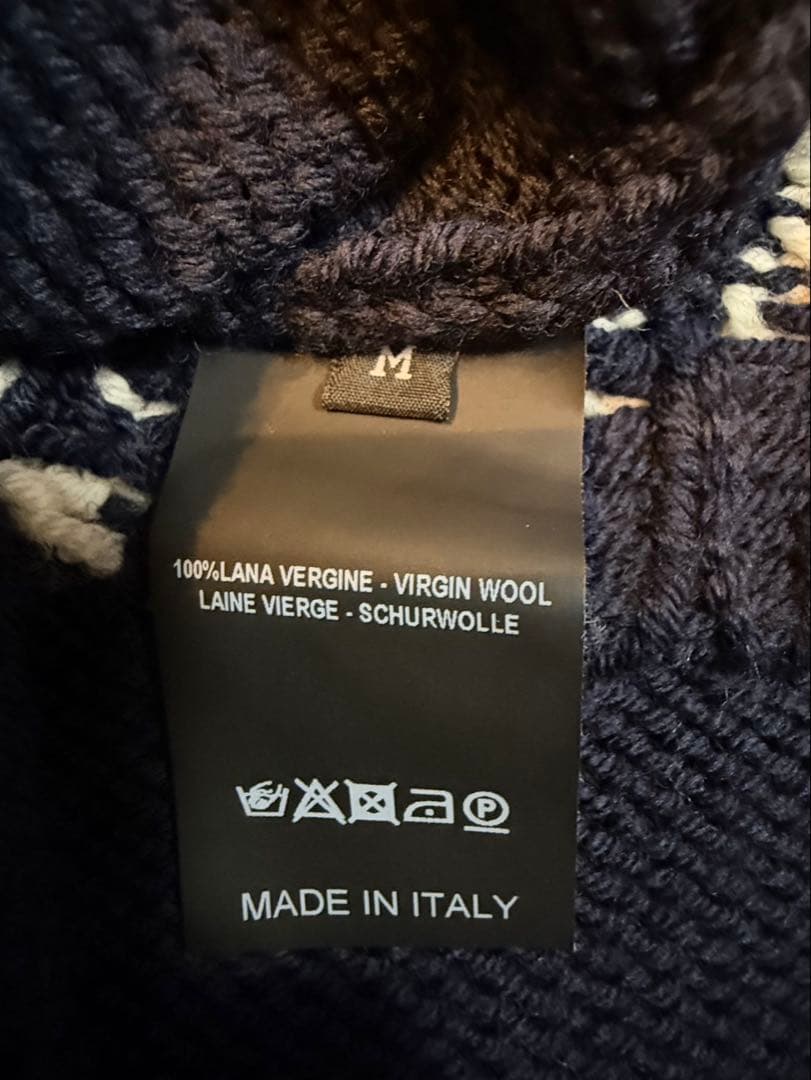 M
100%LANA VERGINE - VIRGIN WOOL
LAINE VIERGE - SCHURWOLLE
P
MADE IN ITALY